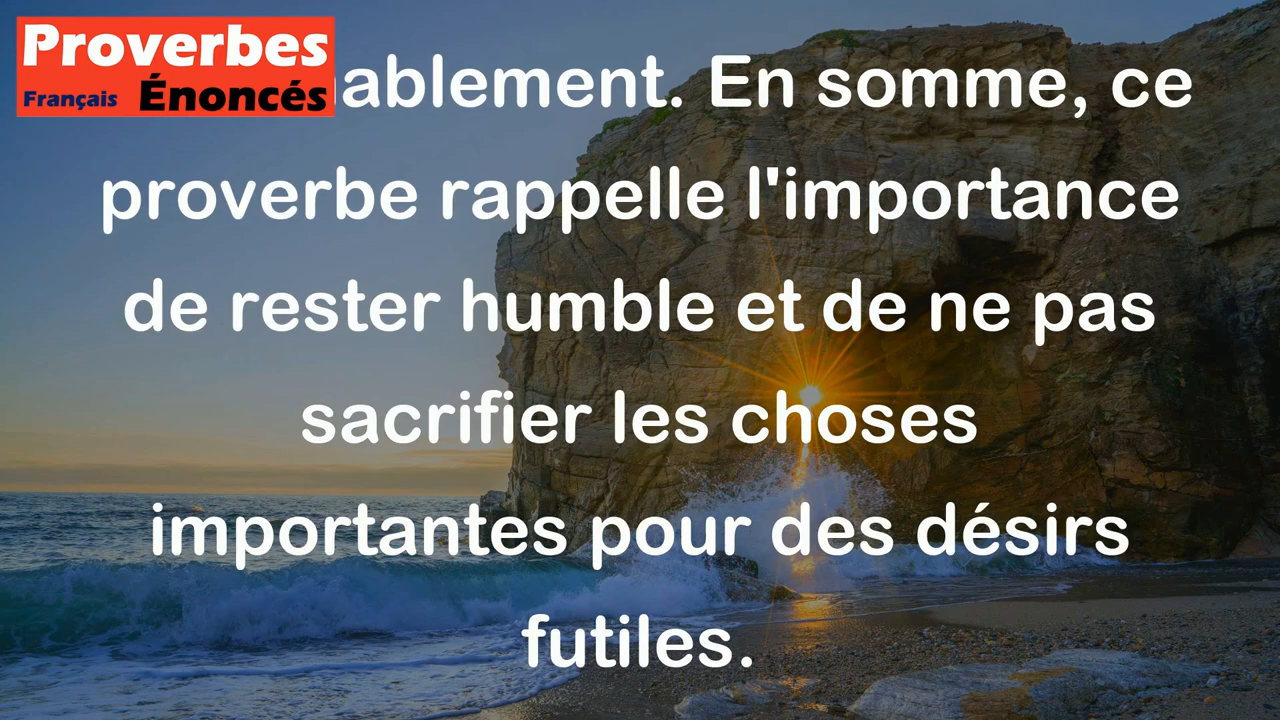 Proverbes
Français Énoncés
ablement. En somme, ce
proverbe rappelle l'importance
de rester humble et de ne pas
sacrifier les choses
importantes pour des désirs
futiles.